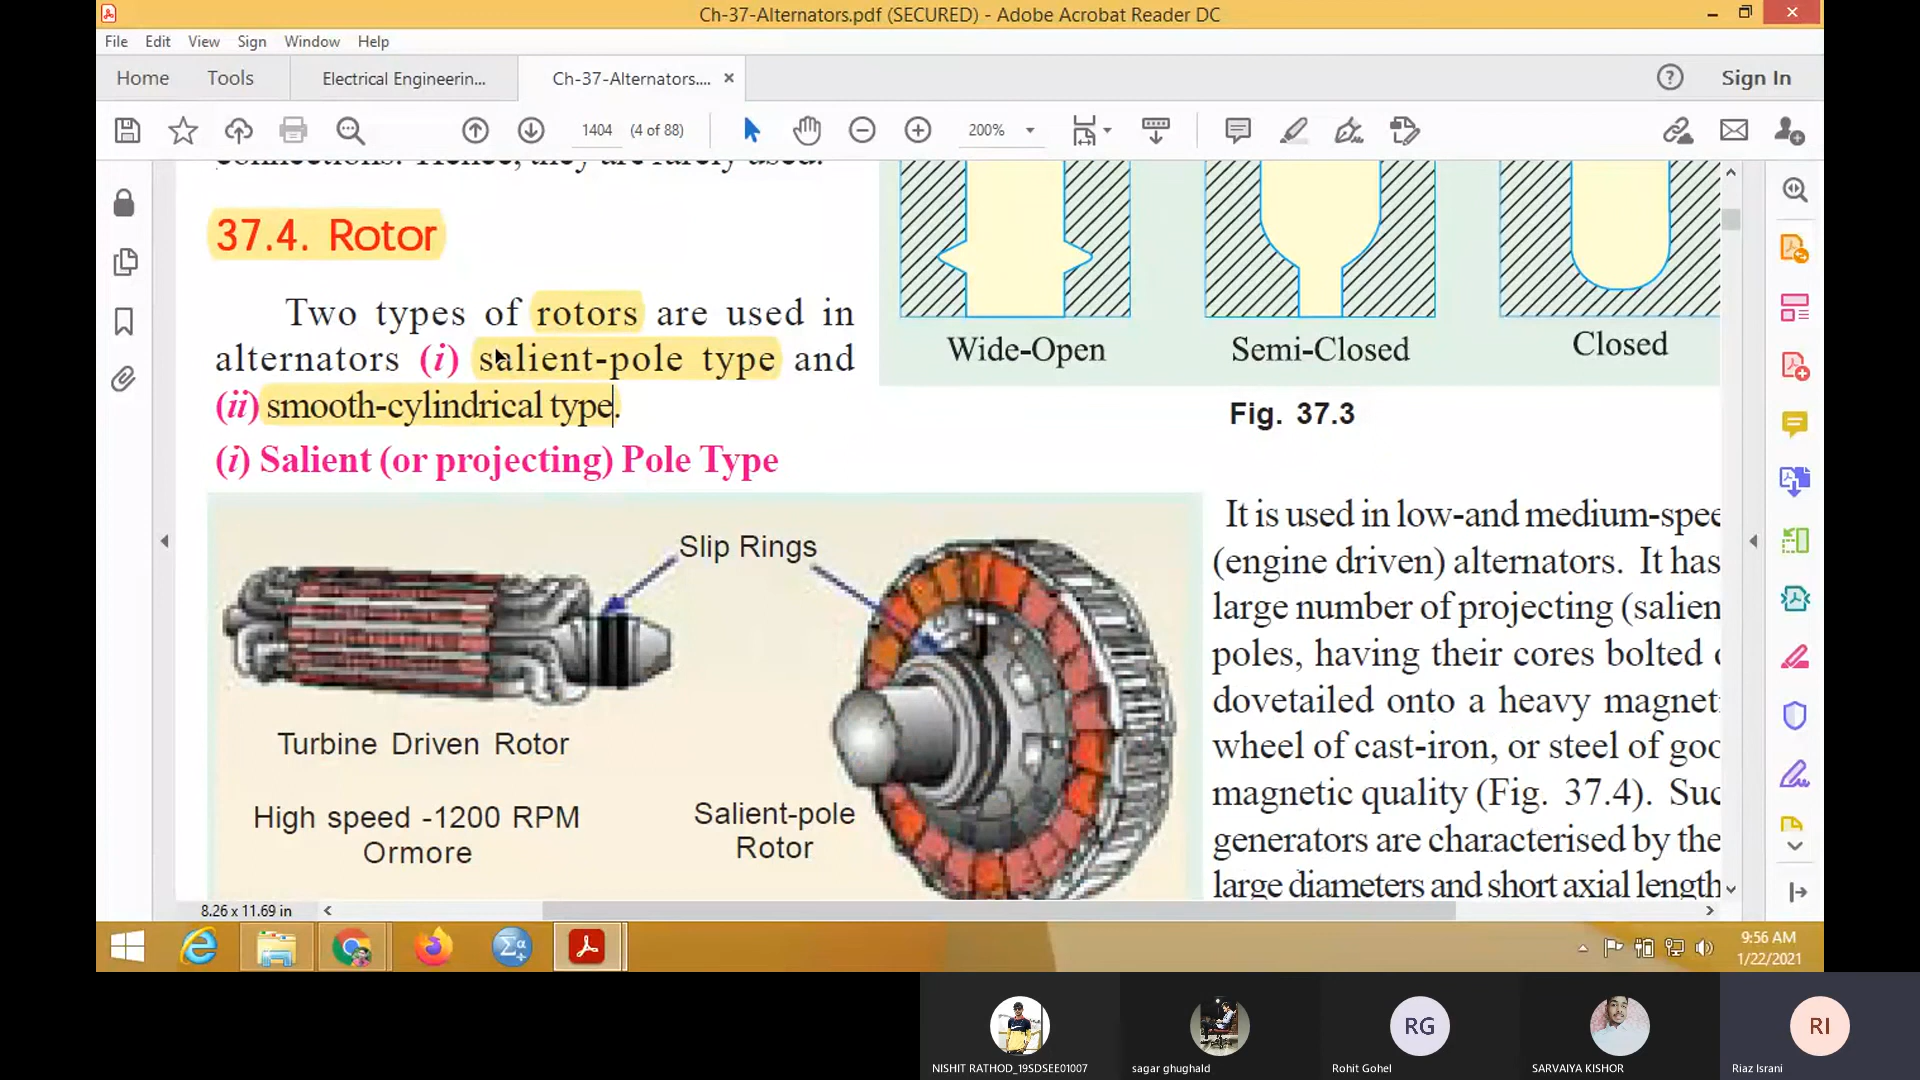 Ch-37-Alternators.pdf (SECURED) - Adobe Acrobat Reader DC
File Edit View Sign Window Help
Home Tools Electrical Engineerin... Ch-37-Alternators.... Sign In
1404 (4 of 88) 200%
connections. Hence, they are rarely used.
37.4. Rotor
Two types of rotors are used in
alternators (i) salient-pole type and
(ii) smooth-cylindrical type.
(i) Salient (or projecting) Pole Type
Wide-Open Semi-Closed Closed
Fig. 37.3
Slip Rings
Turbine Driven Rotor
High speed -1200 RPM
Ormore
Salient-pole
Rotor
It is used in low-and medium-spee
(engine driven) alternators. It has
large number of projecting (salien
poles, having their cores bolted
dovetailed onto a heavy magnet
wheel of cast-iron, or steel of goo
magnetic quality (Fig. 37.4). Suc
generators are characterised by the
large diameters and short axial length
8.26 x 11.69 in
9:56 AM
1/22/2021
RG RI
NISHIT RATHOD_19SDSEE01007 sagar ghughald Rohit Gohel SARVAIYA KISHOR Riaz Israni